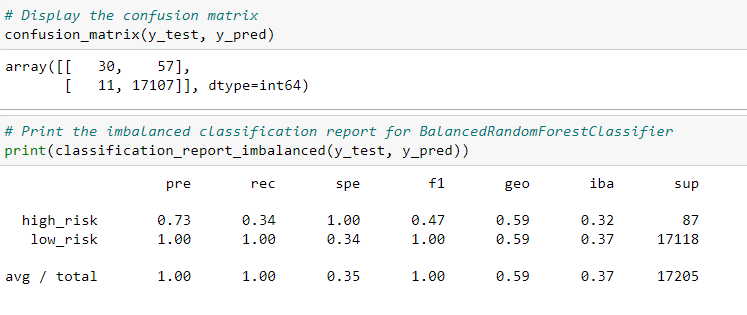 # Display the confusion matrix
confusion_matrix(y_test, y_pred)
array([[   30,    57],
       [   11, 17107]], dtype=int64)
# Print the imbalanced classification report for BalancedRandomForestClassifier
print(classification_report_imbalanced(y_test, y_pred))
                   pre       rec       spe        f1       geo       iba       sup
  high_risk       0.73      0.34      1.00      0.47      0.59      0.32        87
   low_risk       1.00      1.00      0.34      1.00      0.59      0.37     17118
avg / total       1.00      1.00      0.35      1.00      0.59      0.37     17205